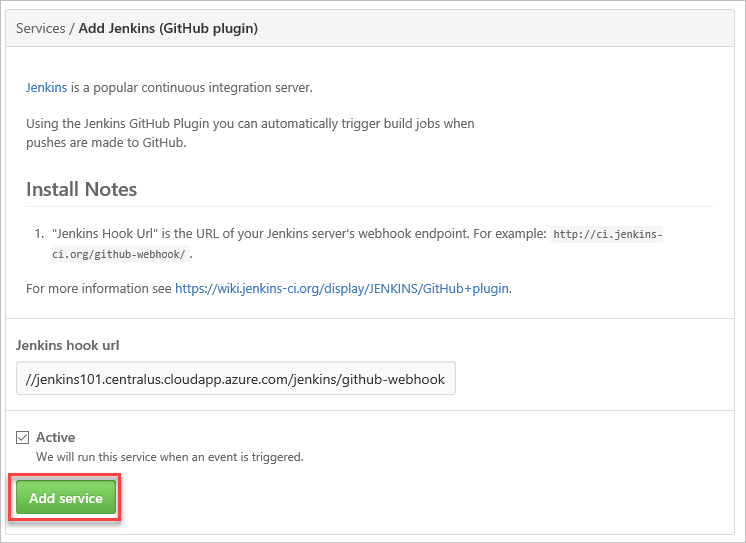 Services / Add Jenkins (GitHub plugin)
Jenkins is a popular continuous integration server.
Using the Jenkins GitHub Plugin you can automatically trigger build jobs when
pushes are made to GitHub.
Install Notes
1. "Jenkins Hook Url" is the URL of your Jenkins server's webhook endpoint. For example: http://ci.jenkins-
ci.org/github-webhook/.
For more information see https://wiki.jenkins-ci.org/display/JENKINS/GitHub+plugin.
Jenkins hook url
//jenkins101.centralus.cloudapp.azure.com/jenkins/github-webhook
Active
We will run this service when an event is triggered.
Add service